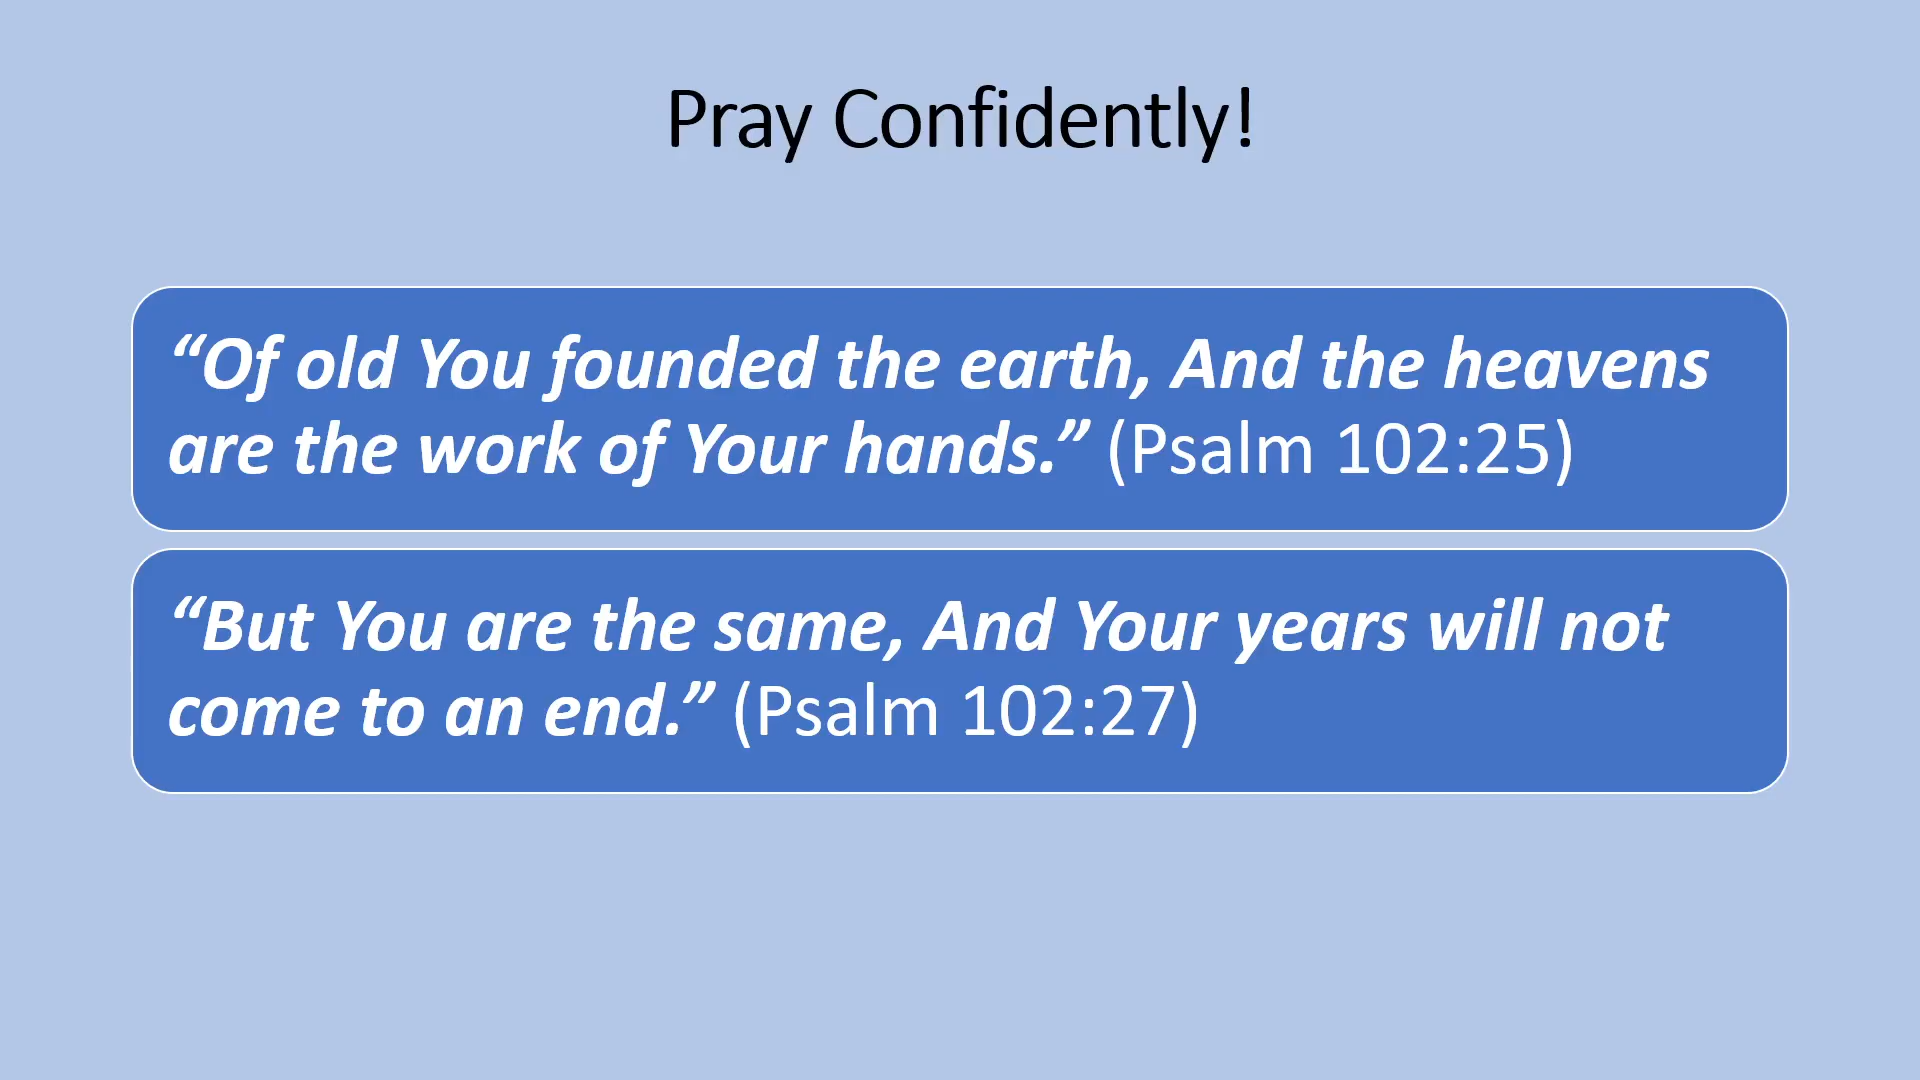 Pray Confidently!
“Of old You founded the earth, And the heavens
are the work of Your hands.” (Psalm 102:25)
“But You are the same, And Your years will not
come to an end.” (Psalm 102:27)